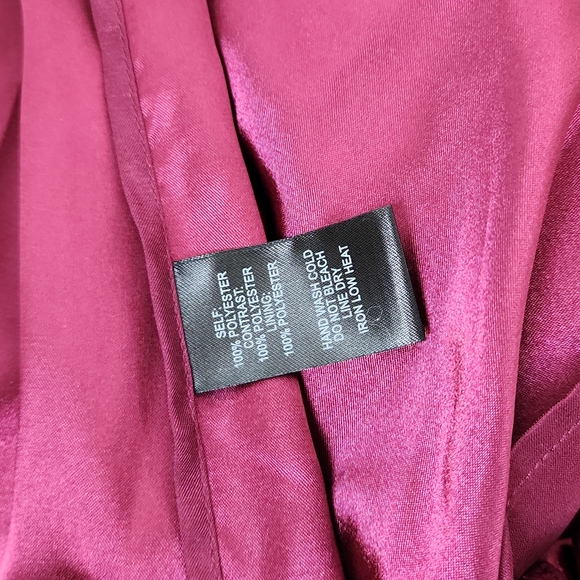 SELF:
100% POLYESTER
CONTRAST:
100% POLYESTER
LINING:
100% POLYESTER
HAND WASH COLD
DO NOT BLEACH
LINE DRY
IRON LOW HEAT